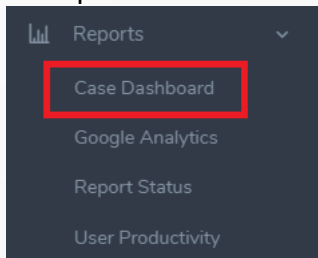 Reports
Case Dashboard
Google Analytics
Report Status
User Productivity